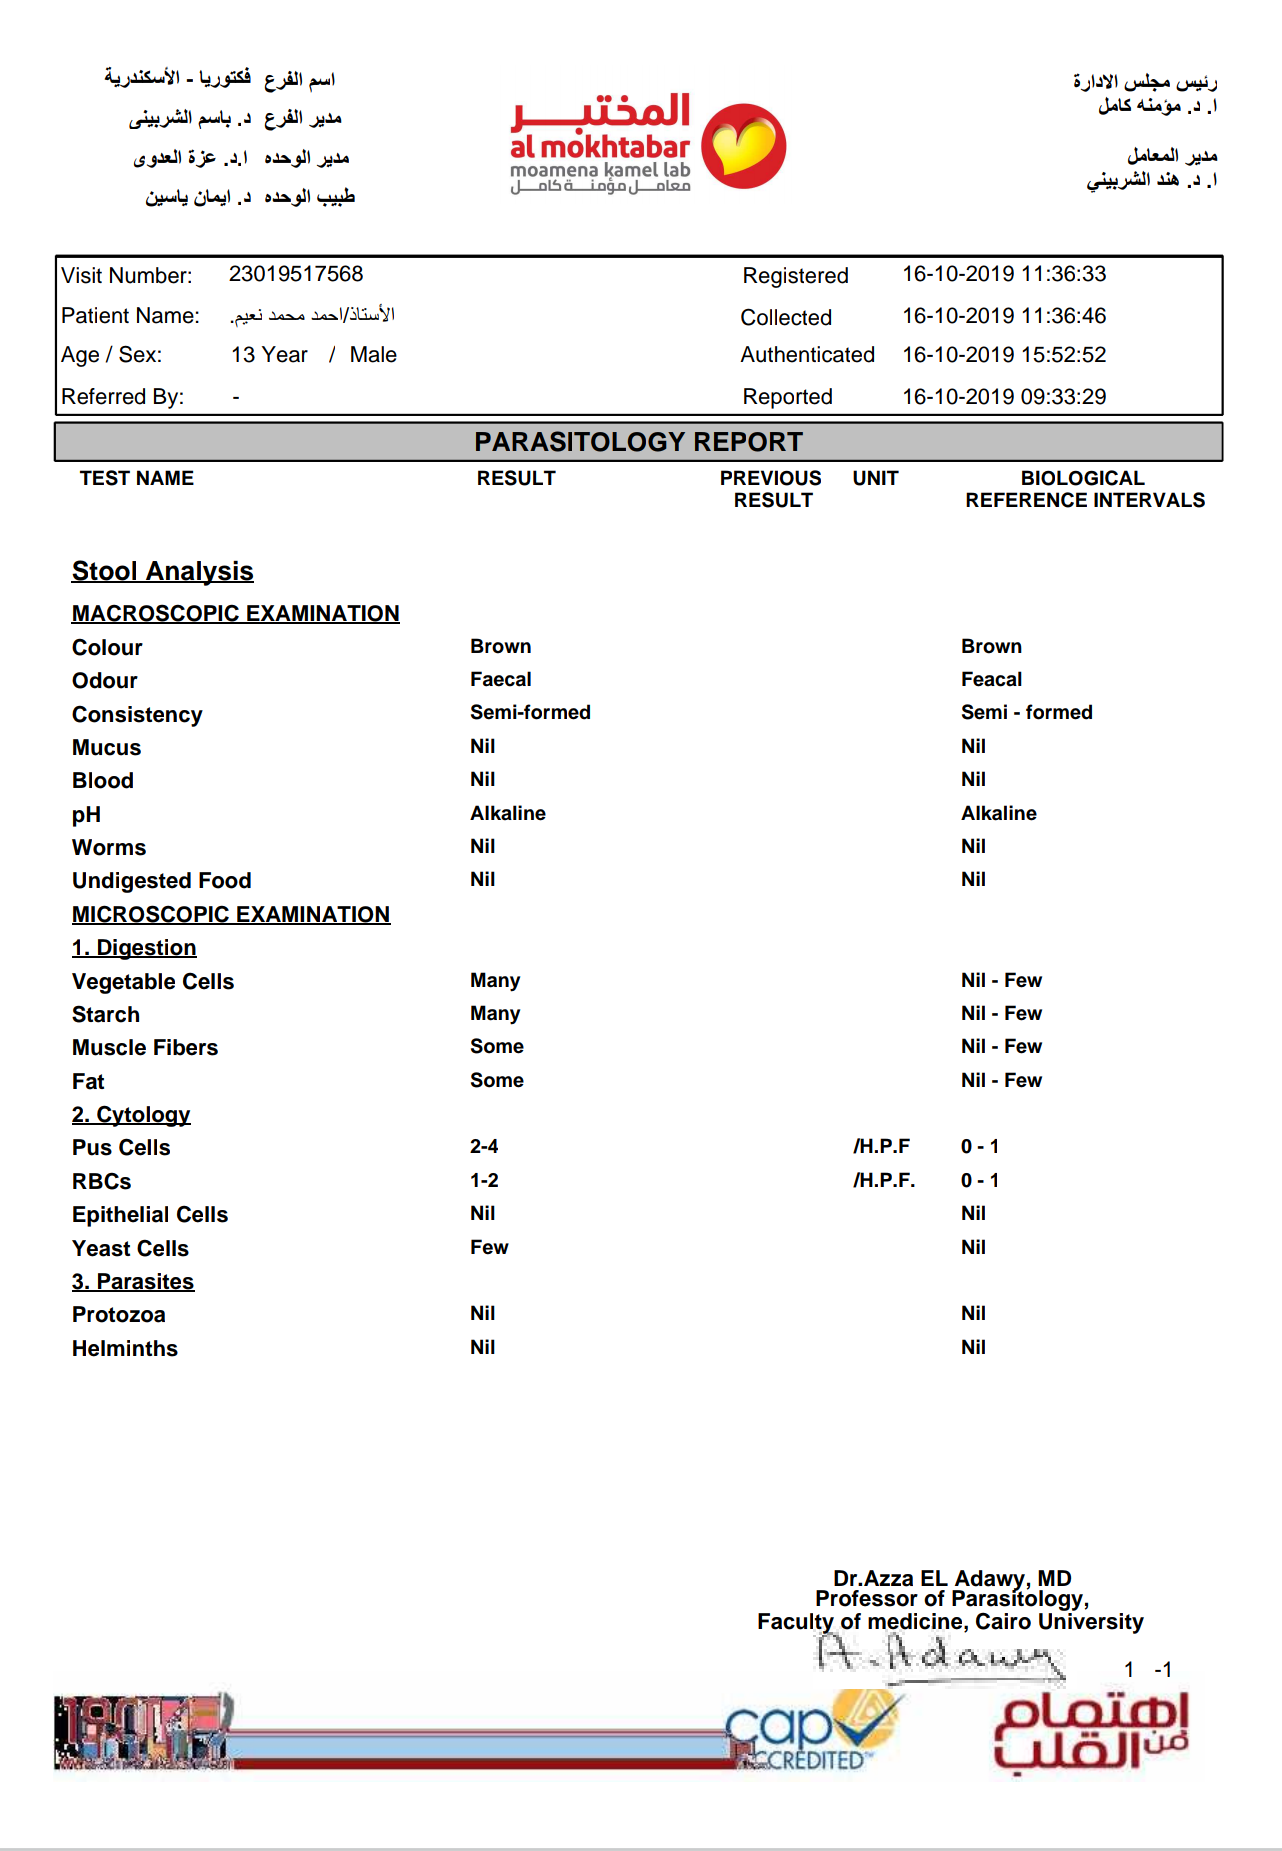 رئيس مجلس الادارة
ا. د. مؤمنه كامل
مدير المعامل
ا. د. هند الشربيني
المختبر
al mokhtabar
moamena kamel lab
معامل مؤمنة كامل
اسم الفرع فكتوريا - الأسكندرية
مدير الفرع د. باسم الشربينى
مدير الوحده ا.د. عزة العدوى
طبيب الوحده د. ايمان ياسين
Visit Number: 23019517568 Registered 16-10-2019 11:36:33
Patient Name: الأستاذ/احمد محمد نعيم. Collected 16-10-2019 11:36:46
Age / Sex: 13 Year / Male Authenticated 16-10-2019 15:52:52
Referred By: - Reported 16-10-2019 09:33:29
PARASITOLOGY REPORT
TEST NAME RESULT PREVIOUS RESULT UNIT BIOLOGICAL REFERENCE INTERVALS
Stool Analysis
MACROSCOPIC EXAMINATION
Colour Brown Brown
Odour Faecal Feacal
Consistency Semi-formed Semi - formed
Mucus Nil Nil
Blood Nil Nil
pH Alkaline Alkaline
Worms Nil Nil
Undigested Food Nil Nil
MICROSCOPIC EXAMINATION
1. Digestion
Vegetable Cells Many Nil - Few
Starch Many Nil - Few
Muscle Fibers Some Nil - Few
Fat Some Nil - Few
2. Cytology
Pus Cells 2-4 /H.P.F 0 - 1
RBCs 1-2 /H.P.F. 0 - 1
Epithelial Cells Nil Nil
Yeast Cells Few Nil
3. Parasites
Protozoa Nil Nil
Helminths Nil Nil
Dr.Azza EL Adawy, MD
Professor of Parasitology,
Faculty of medicine, Cairo University
A. Adawy
1 -1
cap
ACCREDITED
إهتمام
من القلب